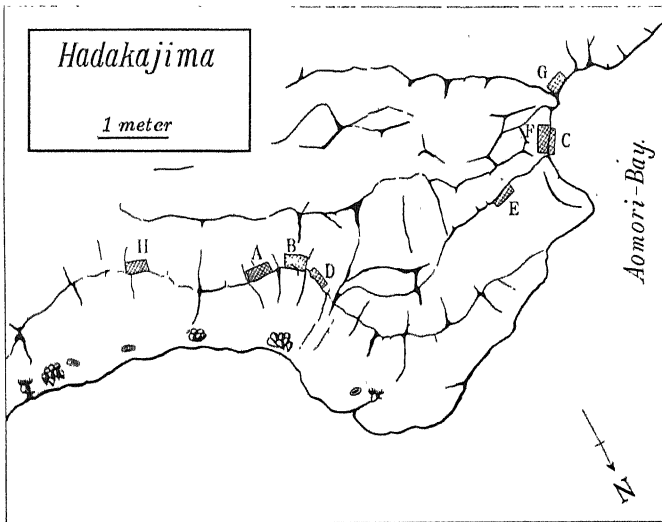 Hadakajima
1 meter
G
F C
E
H A B D
Aomori-Bay.
N